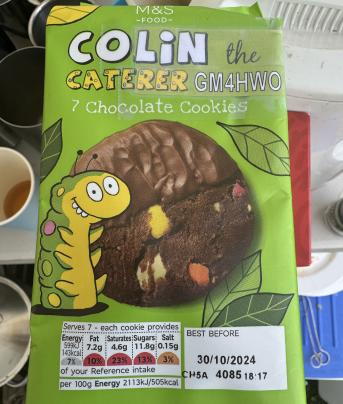 M&S
-FOOD-
COLiN the
CATERER GM4HWO
7 Chocolate Cookies
Serves 7 - each cookie provides
Energy Fat Saturates Sugars Salt
599kJ 7.2g 4.6g 11.8g 0.15g
143kcal
7% 10% 23% 13% 3%
of your Reference intake
per 100g Energy 2113kJ/505kcal
BEST BEFORE
30/10/2024
CH5A 4085 18:17